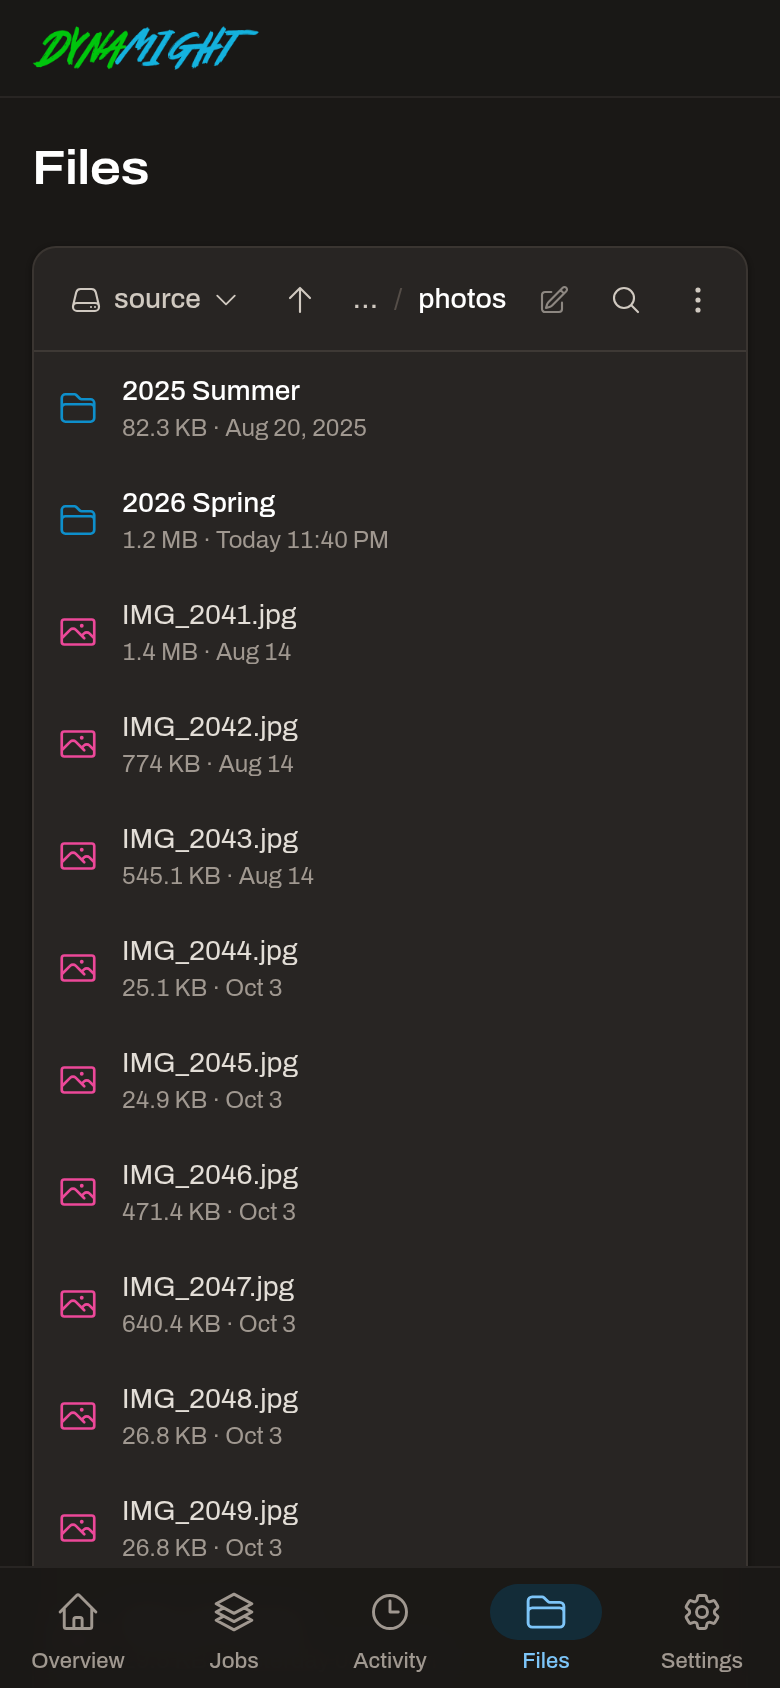 DYNAMIGHT
Files
source ... / photos
2025 Summer
82.3 KB · Aug 20, 2025
2026 Spring
1.2 MB · Today 11:40 PM
IMG_2041.jpg
1.4 MB · Aug 14
IMG_2042.jpg
774 KB · Aug 14
IMG_2043.jpg
545.1 KB · Aug 14
IMG_2044.jpg
25.1 KB · Oct 3
IMG_2045.jpg
24.9 KB · Oct 3
IMG_2046.jpg
471.4 KB · Oct 3
IMG_2047.jpg
640.4 KB · Oct 3
IMG_2048.jpg
26.8 KB · Oct 3
IMG_2049.jpg
26.8 KB · Oct 3
Overview Jobs Activity Files Settings